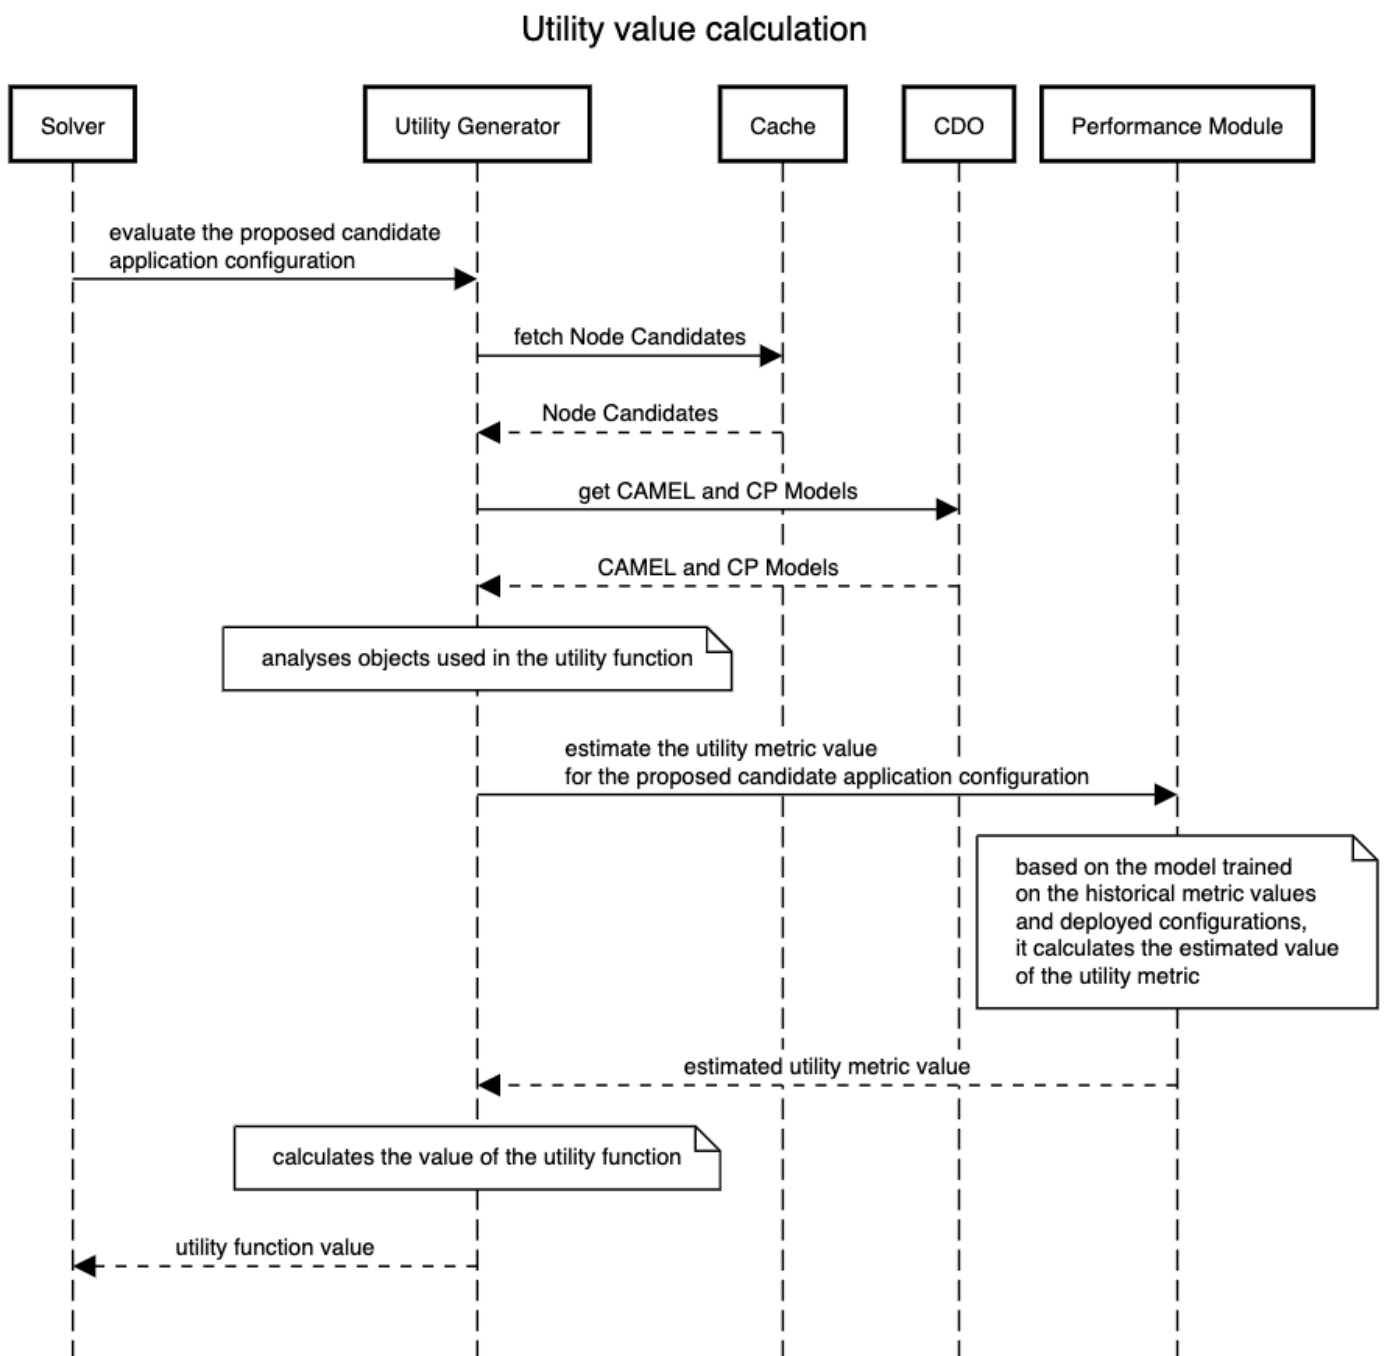 Utility value calculation
Solver
Utility Generator
Cache
CDO
Performance Module
evaluate the proposed candidate
application configuration
fetch Node Candidates
Node Candidates
get CAMEL and CP Models
CAMEL and CP Models
analyses objects used in the utility function
estimate the utility metric value
for the proposed candidate application configuration
based on the model trained
on the historical metric values
and deployed configurations,
it calculates the estimated value
of the utility metric
estimated utility metric value
calculates the value of the utility function
utility function value